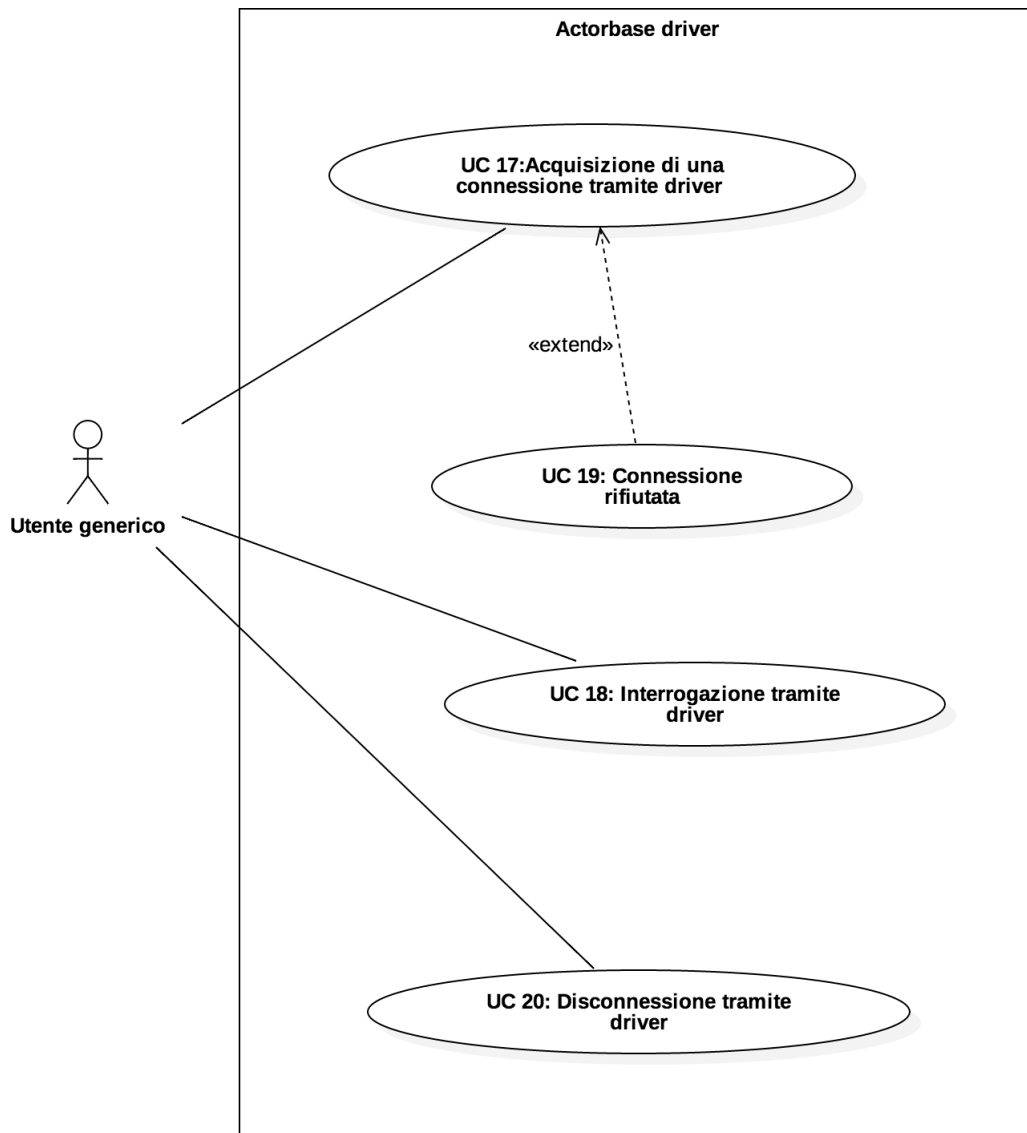 Actorbase driver
UC 17:Acquisizione di una
connessione tramite driver
«extend»
UC 19: Connessione
rifiutata
Utente generico
UC 18: Interrogazione tramite
driver
UC 20: Disconnessione tramite
driver